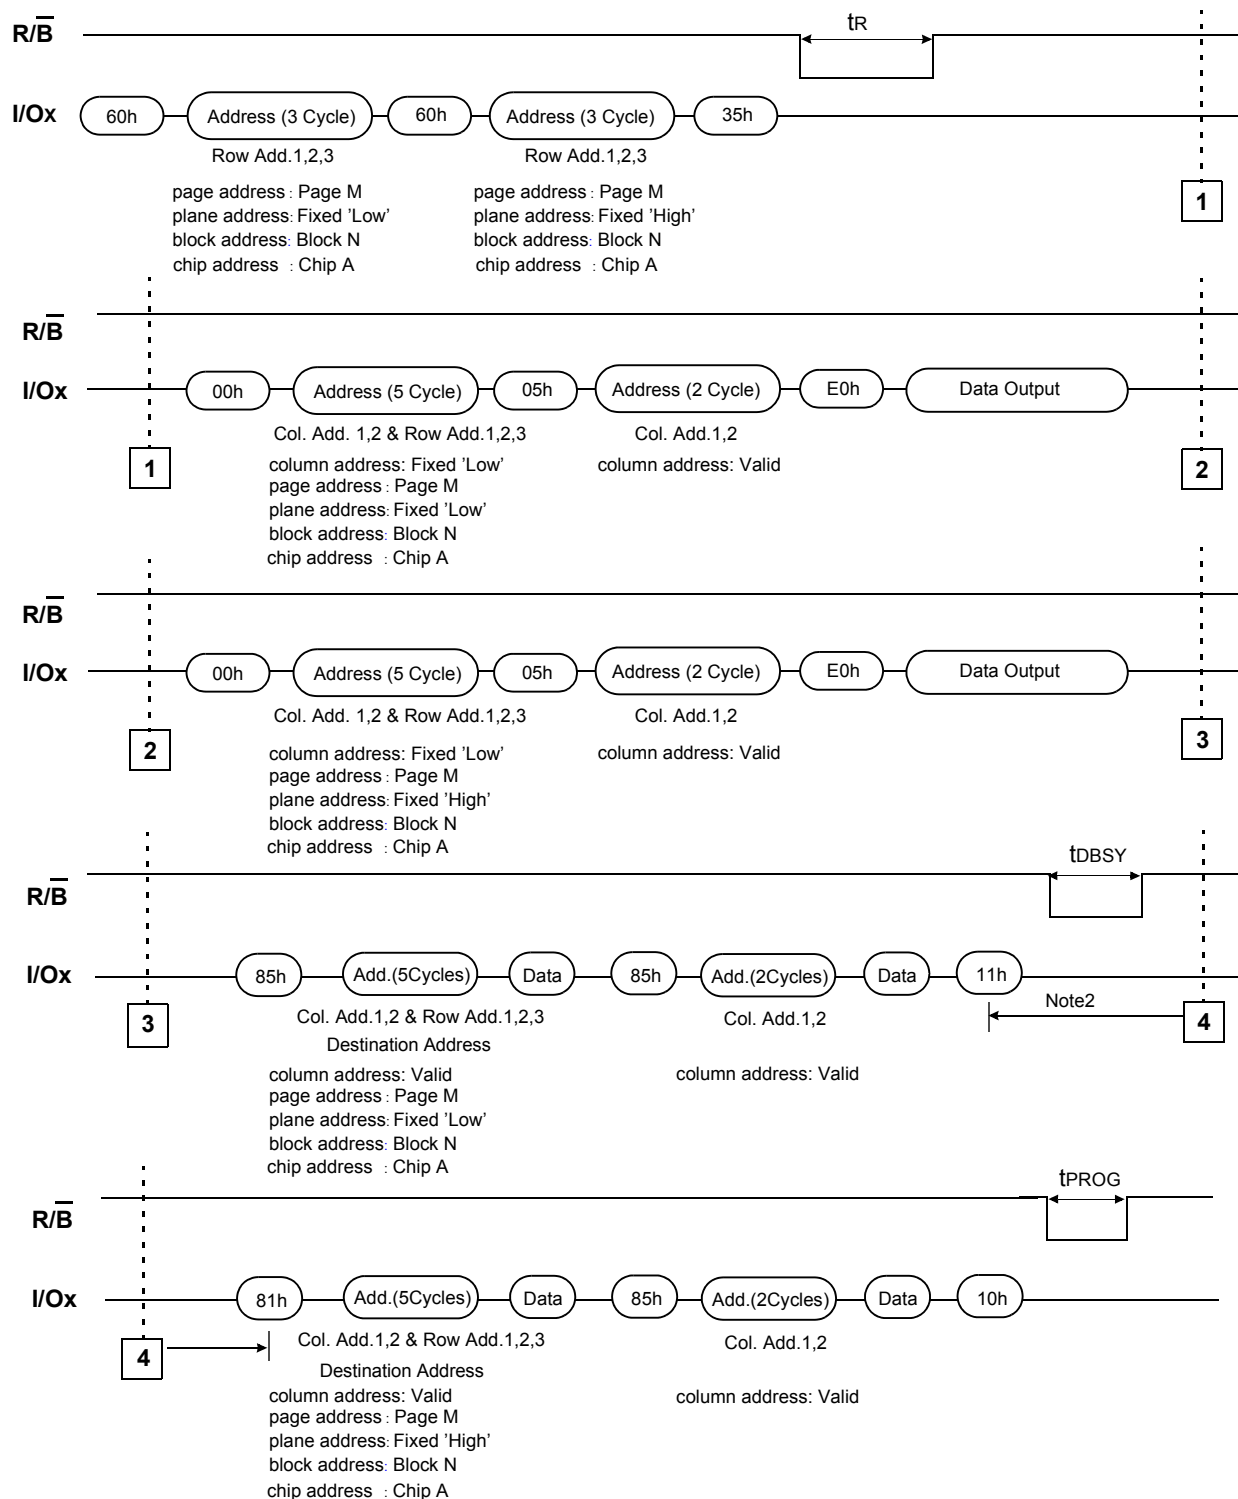 R/B tR
I/Ox 60h Address (3 Cycle) 60h Address (3 Cycle) 35h
Row Add.1,2,3 Row Add.1,2,3
page address : Page M page address : Page M
plane address: Fixed ’Low’ plane address: Fixed ’High’
block address: Block N block address: Block N
chip address : Chip A chip address : Chip A
1
R/B
I/Ox 00h Address (5 Cycle) 05h Address (2 Cycle) E0h Data Output
Col. Add. 1,2 & Row Add.1,2,3 Col. Add.1,2
1 column address: Fixed ’Low’ column address: Valid 2
page address : Page M
plane address: Fixed ’Low’
block address: Block N
chip address : Chip A
R/B
I/Ox 00h Address (5 Cycle) 05h Address (2 Cycle) E0h Data Output
Col. Add. 1,2 & Row Add.1,2,3 Col. Add.1,2
2 column address: Fixed ’Low’ column address: Valid 3
page address : Page M
plane address: Fixed ’High’
block address: Block N
chip address : Chip A
R/B tDBSY
I/Ox 85h Add.(5Cycles) Data 85h Add.(2Cycles) Data 11h
Note2
3 Col. Add.1,2 & Row Add.1,2,3 Col. Add.1,2 4
Destination Address
column address: Valid column address: Valid
page address : Page M
plane address: Fixed ’Low’
block address: Block N
chip address : Chip A
R/B tPROG
I/Ox 81h Add.(5Cycles) Data 85h Add.(2Cycles) Data 10h
4 Col. Add.1,2 & Row Add.1,2,3 Col. Add.1,2
Destination Address
column address: Valid column address: Valid
page address : Page M
plane address: Fixed ’High’
block address: Block N
chip address : Chip A